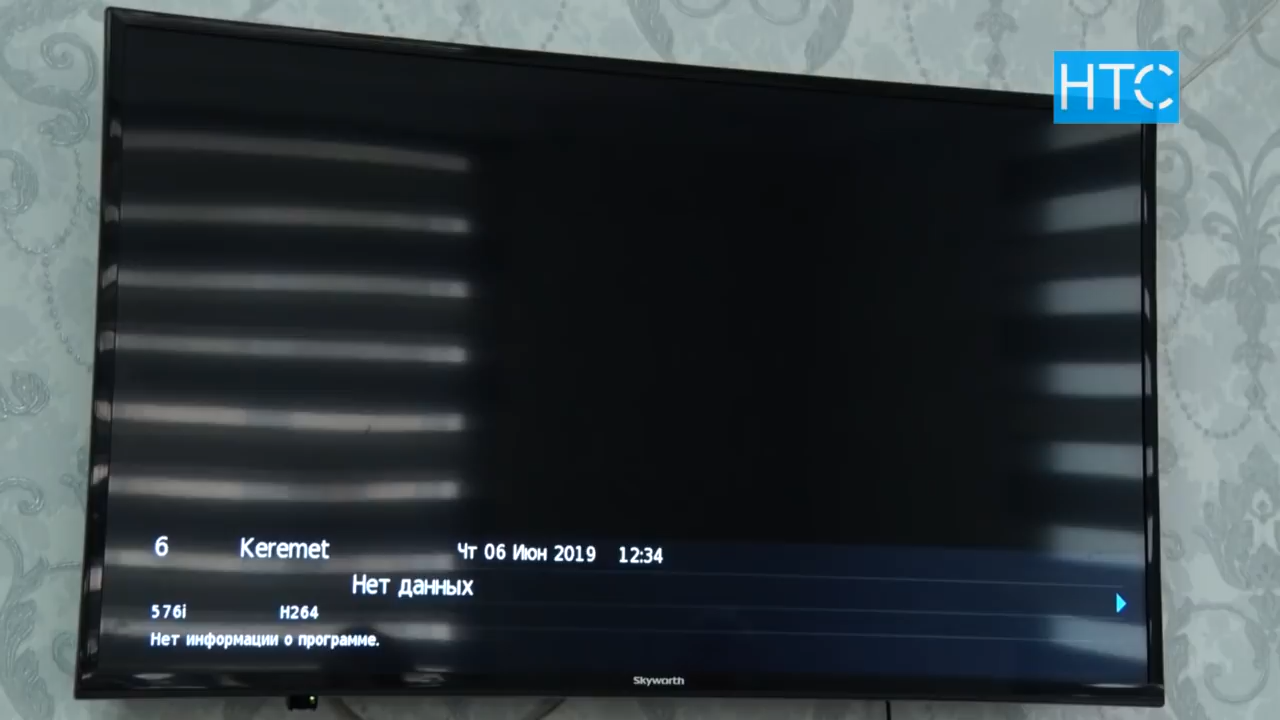 НТС
6 Keremet Чт 06 Июн 2019 12:34
Нет данных
576i H264
Нет информации о программе.
Skyworth